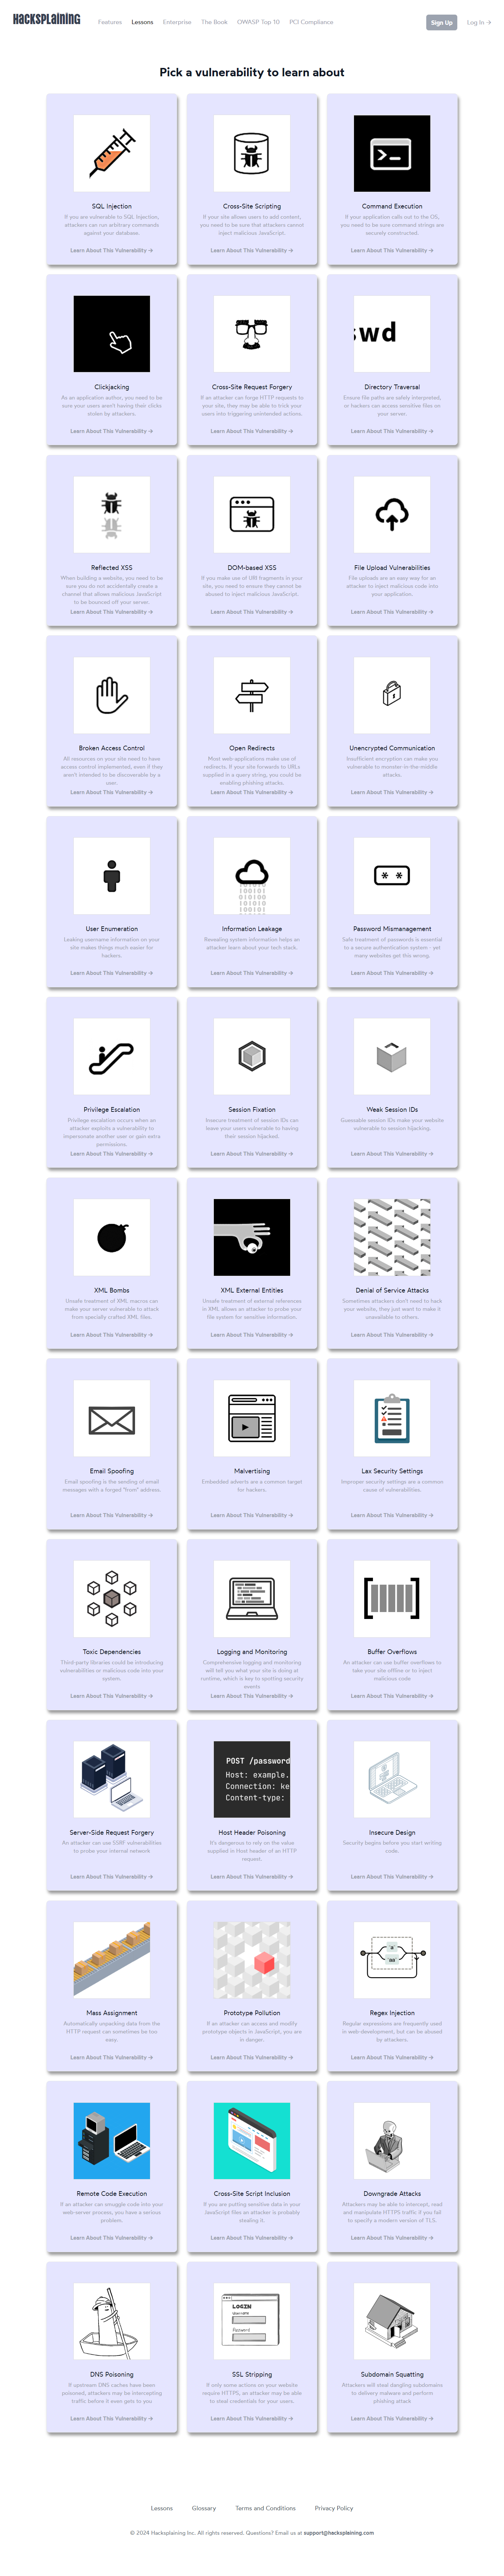 HACKSPLAINING
Features Lessons Enterprise The Book OWASP Top 10 PCI Compliance Sign Up Log In →
Pick a vulnerability to learn about
SQL Injection
If you are vulnerable to SQL Injection,
attackers can run arbitrary commands
against your database.
Learn About This Vulnerability →
Cross-Site Scripting
If your site allows users to add content,
you need to be sure that attackers cannot
inject malicious JavaScript.
Learn About This Vulnerability →
Command Execution
If your application calls out to the OS,
you need to be sure command strings are
securely constructed.
Learn About This Vulnerability →
Clickjacking
As an application author, you need to be
sure your users aren't having their clicks
stolen by attackers.
Learn About This Vulnerability →
Cross-Site Request Forgery
If an attacker can forge HTTP requests to
your site, they may be able to trick your
users into triggering unintended actions.
Learn About This Vulnerability →
swd
Directory Traversal
Ensure file paths are safely interpreted,
or hackers can access sensitive files on
your server.
Learn About This Vulnerability →
Reflected XSS
When building a website, you need to be
sure you do not accidentally create a
channel that allows malicious JavaScript
to be bounced off your server.
Learn About This Vulnerability →
DOM-based XSS
If you make use of URI fragments in your
site, you need to ensure they cannot be
abused to inject malicious JavaScript.
Learn About This Vulnerability →
File Upload Vulnerabilities
File uploads are an easy way for an
attacker to inject malicious code into
your application.
Learn About This Vulnerability →
Broken Access Control
All resources on your site need to have
access control implemented, even if they
aren't intended to be discoverable by a
user.
Learn About This Vulnerability →
Open Redirects
Most web-applications make use of
redirects. If your site forwards to URLs
supplied in a query string, you could be
enabling phishing attacks.
Learn About This Vulnerability →
Unencrypted Communication
Insufficient encryption can make you
vulnerable to monster-in-the-middle
attacks.
Learn About This Vulnerability →
User Enumeration
Leaking username information on your
site makes things much easier for
hackers.
Learn About This Vulnerability →
Information Leakage
Revealing system information helps an
attacker learn about your tech stack.
Learn About This Vulnerability →
* *
Password Mismanagement
Safe treatment of passwords is essential
to a secure authentication system - yet
many websites get this wrong.
Learn About This Vulnerability →
Privilege Escalation
Privilege escalation occurs when an
attacker exploits a vulnerability to
impersonate another user or gain extra
permissions.
Learn About This Vulnerability →
Session Fixation
Insecure treatment of session IDs can
leave your users vulnerable to having
their session hijacked.
Learn About This Vulnerability →
Weak Session IDs
Guessable session IDs make your website
vulnerable to session hijacking.
Learn About This Vulnerability →
XML Bombs
Unsafe treatment of XML macros can
make your server vulnerable to attack
from specially crafted XML files.
Learn About This Vulnerability →
XML External Entities
Unsafe treatment of external references
in XML allows an attacker to probe your
file system for sensitive information.
Learn About This Vulnerability →
Denial of Service Attacks
Sometimes attackers don't need to hack
your website, they just want to make it
unavailable to others.
Learn About This Vulnerability →
Email Spoofing
Email spoofing is the sending of email
messages with a forged "from" address.
Learn About This Vulnerability →
Malvertising
Embedded adverts are a common target
for hackers.
Learn About This Vulnerability →
Lax Security Settings
Improper security settings are a common
cause of vulnerabilities.
Learn About This Vulnerability →
Toxic Dependencies
Third-party libraries could be introducing
vulnerabilities or malicious code into your
system.
Learn About This Vulnerability →
Logging and Monitoring
Comprehensive logging and monitoring
will tell you what your site is doing at
runtime, which is key to spotting security
events
Learn About This Vulnerability →
Buffer Overflows
An attacker can use buffer overflows to
take your site offline or to inject
malicious code
Learn About This Vulnerability →
Server-Side Request Forgery
An attacker can use SSRF vulnerabilities
to probe your internal network
Learn About This Vulnerability →
POST /password
Host: example.
Connection: ke
Content-type:
Host Header Poisoning
It's dangerous to rely on the value
supplied in Host header of an HTTP
request.
Learn About This Vulnerability →
Insecure Design
Security begins before you start writing
code.
Learn About This Vulnerability →
Mass Assignment
Automatically unpacking data from the
HTTP request can sometimes be too
easy.
Learn About This Vulnerability →
Prototype Pollution
If an attacker can access and modify
prototype objects in JavaScript, you are
in danger.
Learn About This Vulnerability →
Regex Injection
Regular expressions are frequently used
in web-development, but can be abused
by attackers.
Learn About This Vulnerability →
Remote Code Execution
If an attacker can smuggle code into your
web-server process, you have a serious
problem.
Learn About This Vulnerability →
Cross-Site Script Inclusion
If you are putting sensitive data in your
JavaScript files an attacker is probably
stealing it.
Learn About This Vulnerability →
Downgrade Attacks
Attackers may be able to intercept, read
and manipulate HTTPS traffic if you fail
to specify a modern version of TLS.
Learn About This Vulnerability →
DNS Poisoning
If upstream DNS caches have been
poisoned, attackers may be intercepting
traffic before it even gets to you
Learn About This Vulnerability →
LOGIN
Username
Password
SSL Stripping
If only some actions on your website
require HTTPS, an attacker may be able
to steal credentials for your users.
Learn About This Vulnerability →
Subdomain Squatting
Attackers will steal dangling subdomains
to delivery malware and perform
phishing attack
Learn About This Vulnerability →
Lessons Glossary Terms and Conditions Privacy Policy
© 2024 Hacksplaining Inc. All rights reserved. Questions? Email us at support@hacksplaining.com